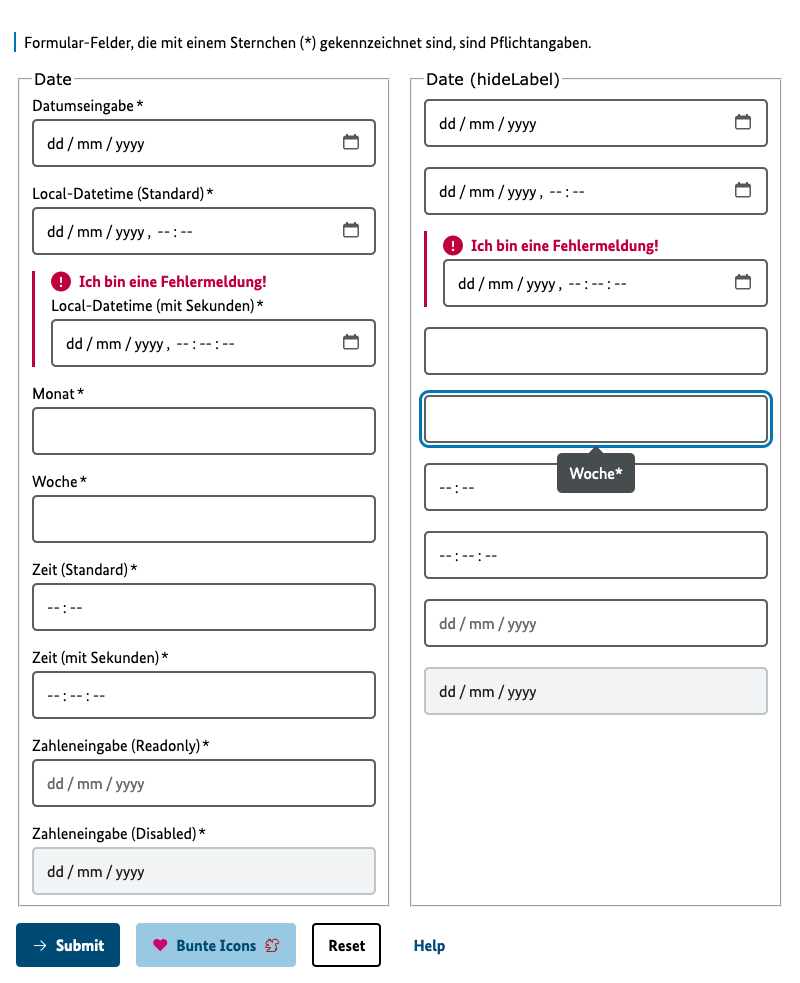 Formular-Felder, die mit einem Sternchen (*) gekennzeichnet sind, sind Pflichtangaben.
Date
Datumseingabe*
dd / mm / yyyy
Local-Datetime (Standard)*
dd / mm / yyyy, --:--
Ich bin eine Fehlermeldung!
Local-Datetime (mit Sekunden)*
dd / mm / yyyy, --:--:--
Monat*
Woche*
Zeit (Standard)*
--:--
Zeit (mit Sekunden)*
--:--:--
Zahleneingabe (Readonly)*
dd / mm / yyyy
Zahleneingabe (Disabled)*
dd / mm / yyyy
Date (hideLabel)
dd / mm / yyyy
dd / mm / yyyy, --:--
Ich bin eine Fehlermeldung!
dd / mm / yyyy, --:--:--
Woche*
--:--
--:--:--
dd / mm / yyyy
dd / mm / yyyy
Submit
Bunte Icons
Reset
Help